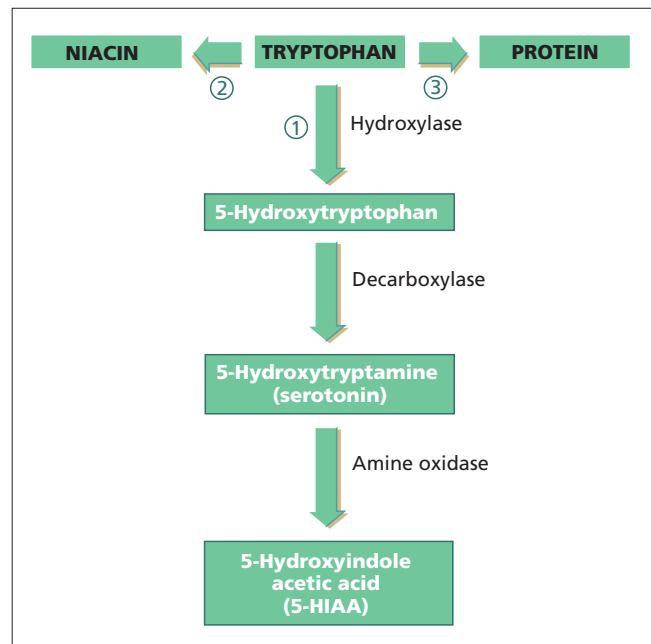 NIACIN
TRYPTOPHAN
PROTEIN
②
③
①
Hydroxylase
5-Hydroxytryptophan
Decarboxylase
5-Hydroxytryptamine
(serotonin)
Amine oxidase
5-Hydroxyindole
acetic acid
(5-HIAA)